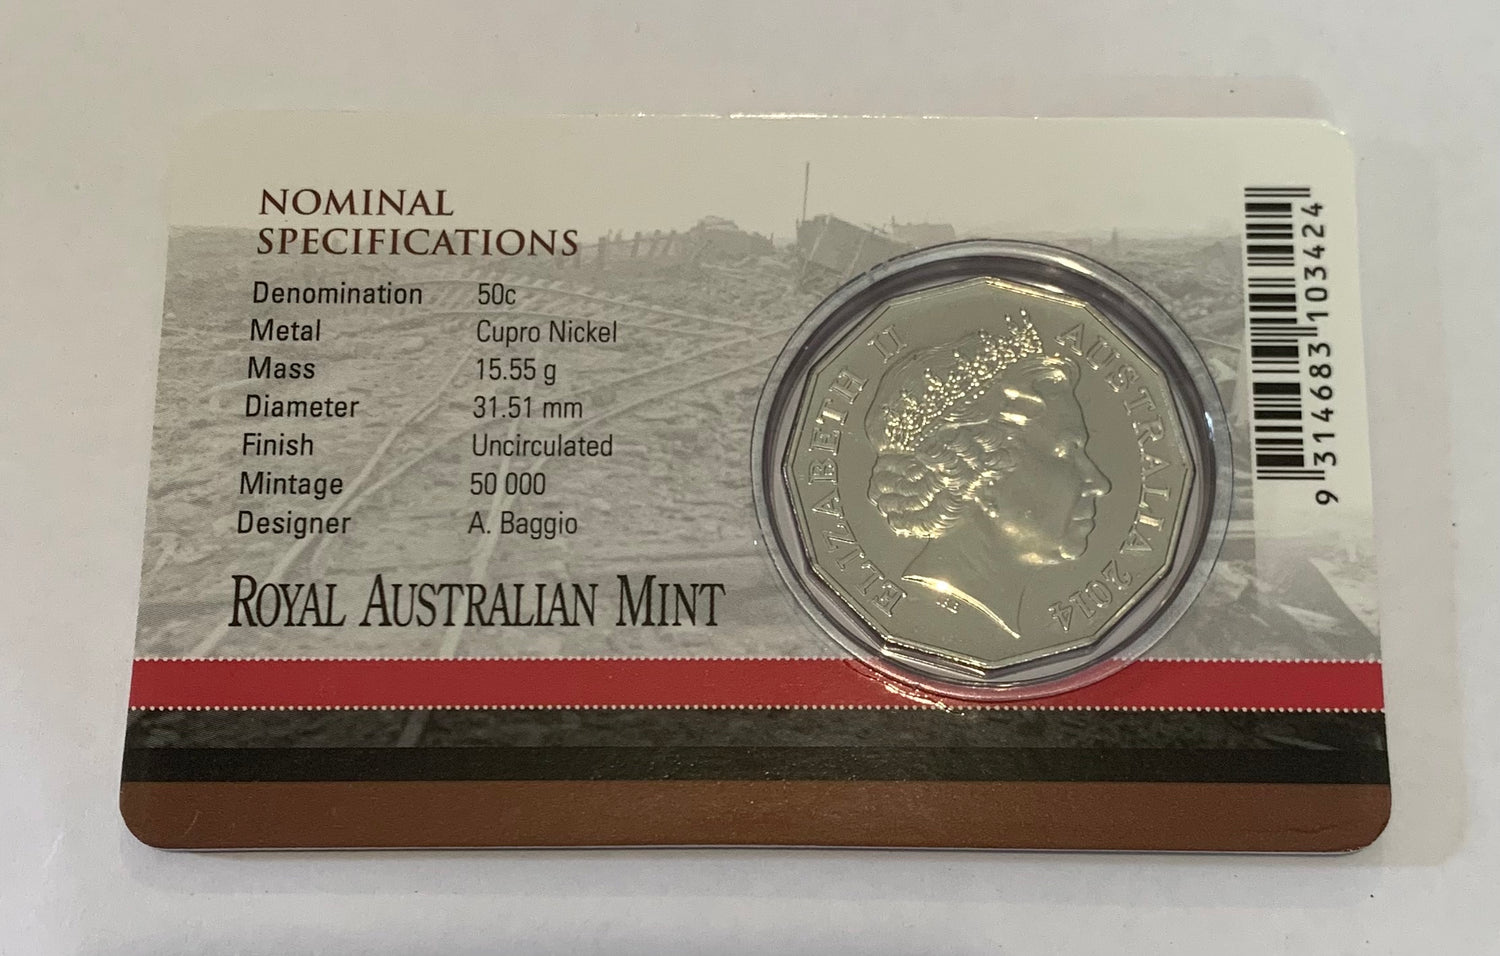 NOMINAL
SPECIFICATIONS
Denomination 50c
Metal Cupro Nickel
Mass 15.55 g
Diameter 31.51 mm
Finish Uncirculated
Mintage 50 000
Designer A. Baggio
ROYAL AUSTRALIAN MINT
ELIZABETH II AUSTRALIA 2014
9 314683 103424